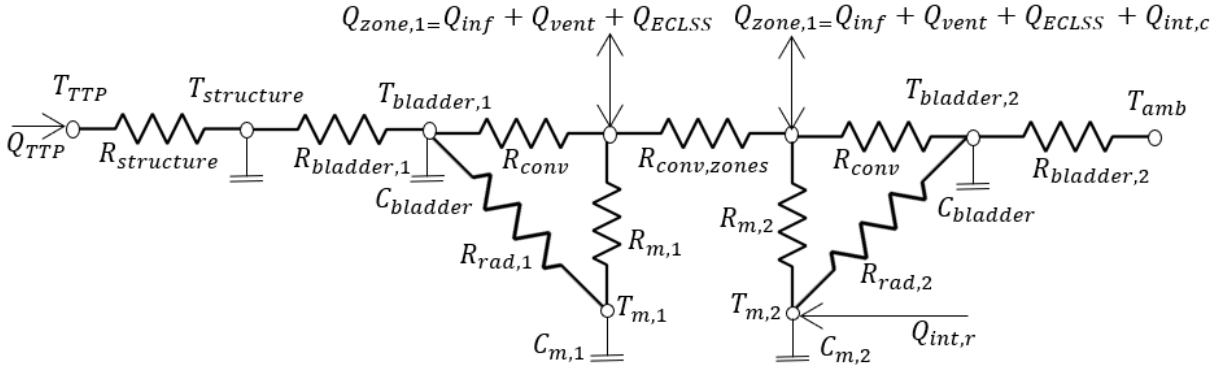 Q_{zone,1=}Q_{inf} + Q_{vent} + Q_{ECLSS}
Q_{zone,1=}Q_{inf} + Q_{vent} + Q_{ECLSS} + Q_{int,c}
T_{TTP}
T_{structure}
T_{bladder,1}
T_{bladder,2}
T_{amb}
Q_{TTP}
R_{structure}
R_{bladder,1}
R_{conv}
R_{conv,zones}
R_{conv}
R_{bladder,2}
C_{bladder}
C_{bladder}
R_{rad,1}
R_{m,1}
R_{m,2}
R_{rad,2}
T_{m,1}
T_{m,2}
Q_{int,r}
C_{m,1}
C_{m,2}